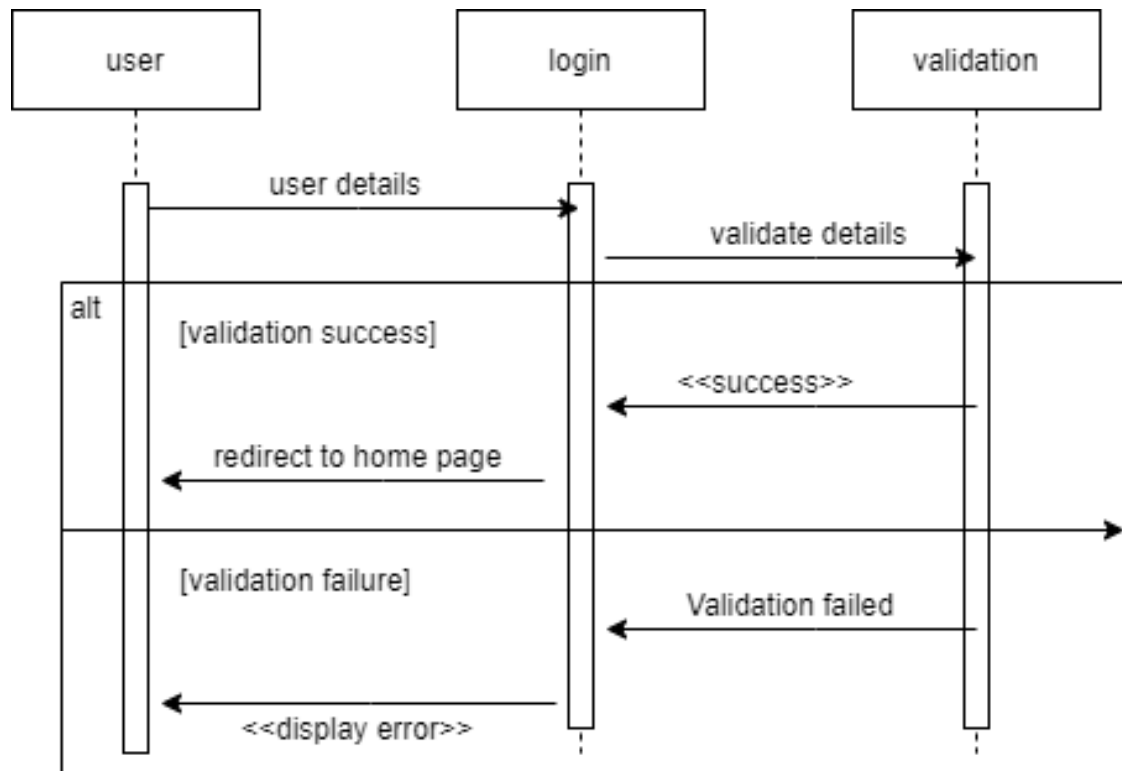 user
login
validation
user details
validate details
alt
[validation success]
<<success>>
redirect to home page
[validation failure]
Validation failed
<<display error>>